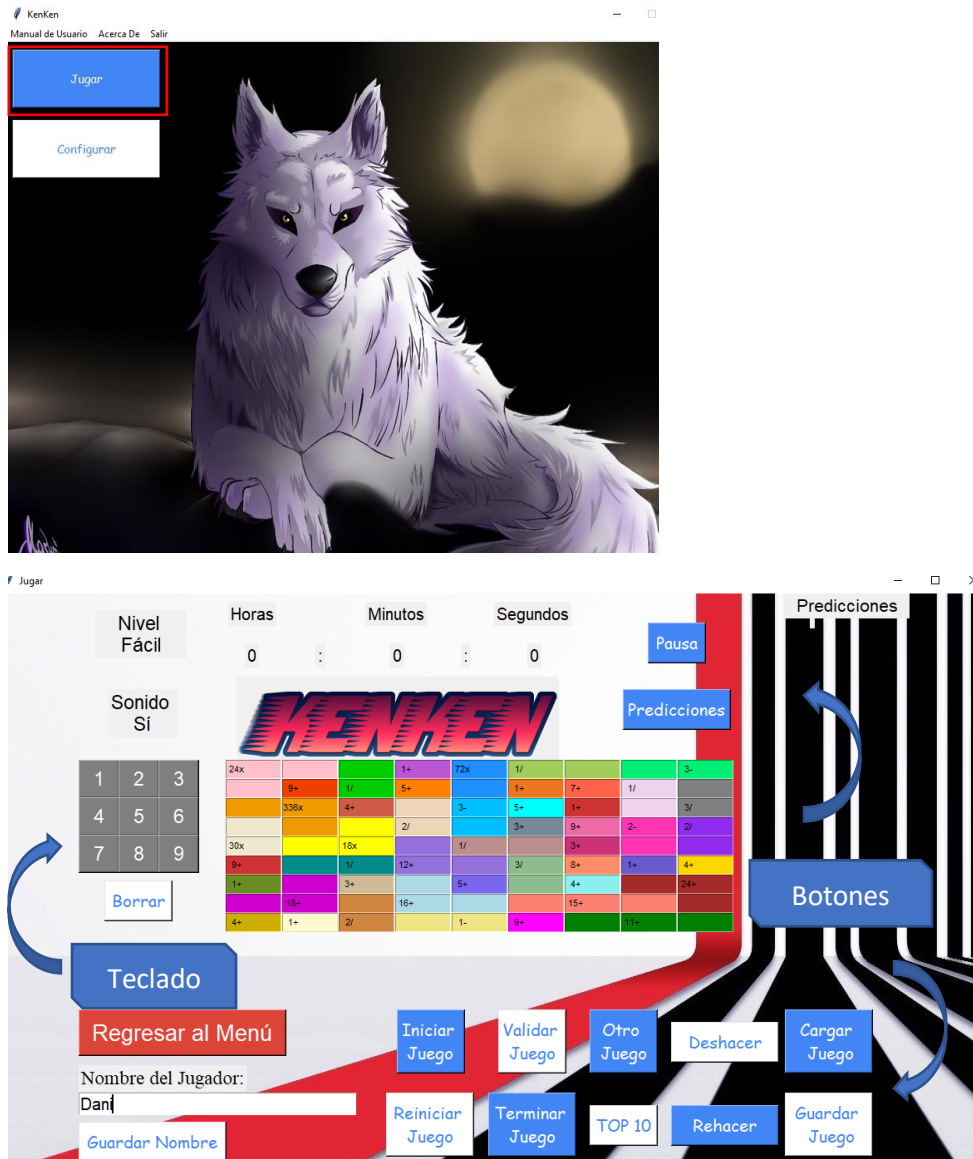 KenKen
Manual de Usuario Acerca De Salir
Jugar
Configurar
Jugar
Nivel
Fácil
Horas Minutos Segundos
0 : 0 : 0
Pausa
Predicciones
Sonido
Sí
KENKEN
Predicciones
1 2 3
4 5 6
7 8 9
Borrar
24x 1+ 72x 1/ 3-
9+ 1/ 5+ 1+ 7+ 1/
336x 4+ 3- 5+ 1+ 3/
2/ 3+ 9+ 2- 2/
30x 18x 1/ 3+
9+ 1/ 12+ 3/ 8+ 1+ 4+
1+ 3+ 5+ 4+ 24+
18+ 16+ 15+
4+ 1+ 2/ 1- 9+ 11+
Botones
Teclado
Regresar al Menú
Nombre del Jugador:
Dani
Guardar Nombre
Iniciar
Juego
Validar
Juego
Otro
Juego
Deshacer
Cargar
Juego
Reiniciar
Juego
Terminar
Juego
TOP 10
Rehacer
Guardar
Juego